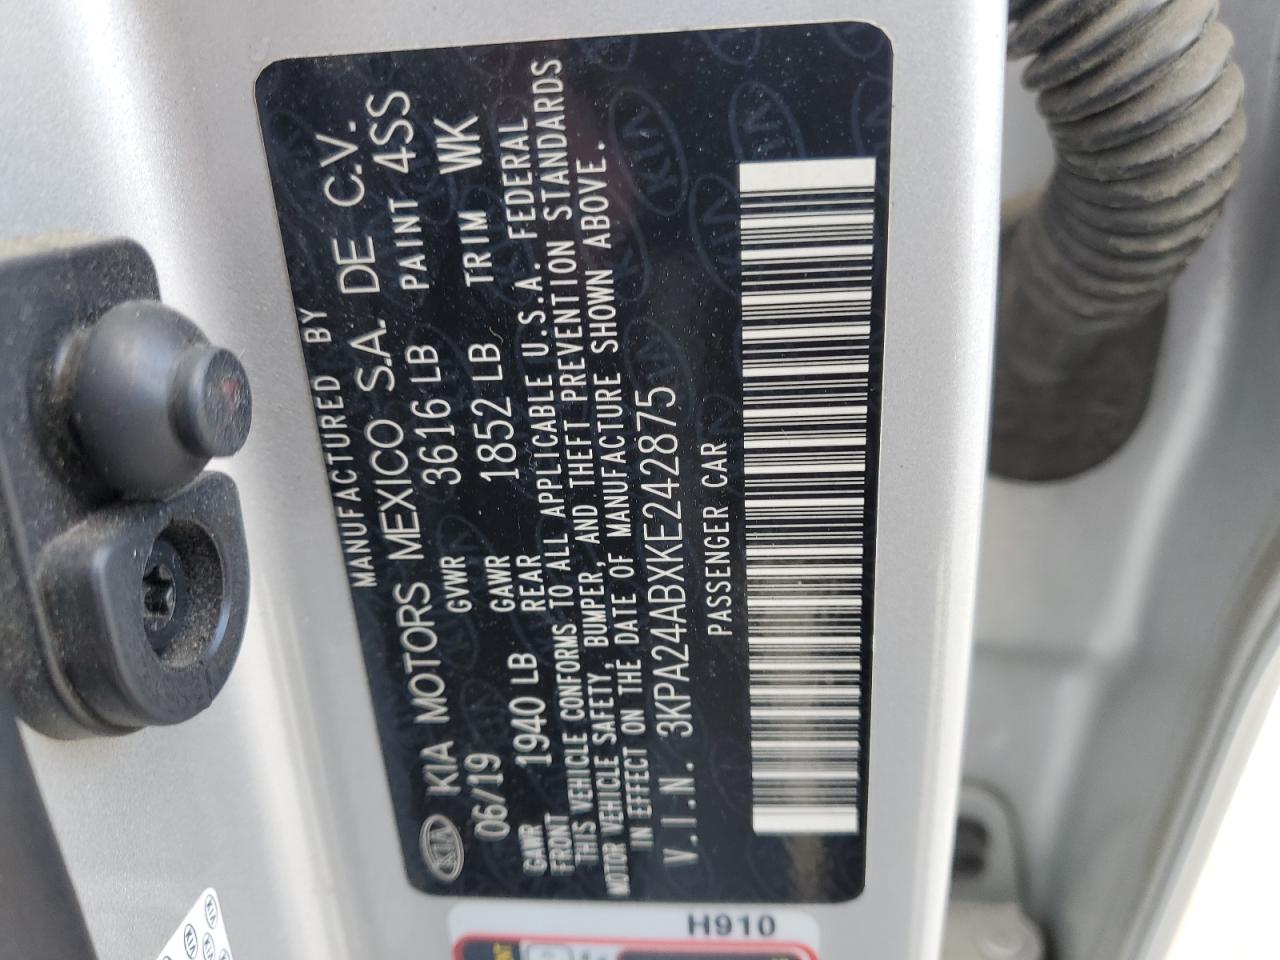 MANUFACTURED BY
KIA KIA MOTORS MEXICO S.A. DE C.V.
06/19 GVWR 3616 LB PAINT 4SS
GAWR FRONT 1940 LB GAWR REAR 1852 LB TRIM WK
THIS VEHICLE CONFORMS TO ALL APPLICABLE U.S.A. FEDERAL
MOTOR VEHICLE SAFETY, BUMPER, AND THEFT PREVENTION STANDARDS
IN EFFECT ON THE DATE OF MANUFACTURE SHOWN ABOVE.
V.I.N. 3KPA24ABXKE242875
PASSENGER CAR
H910